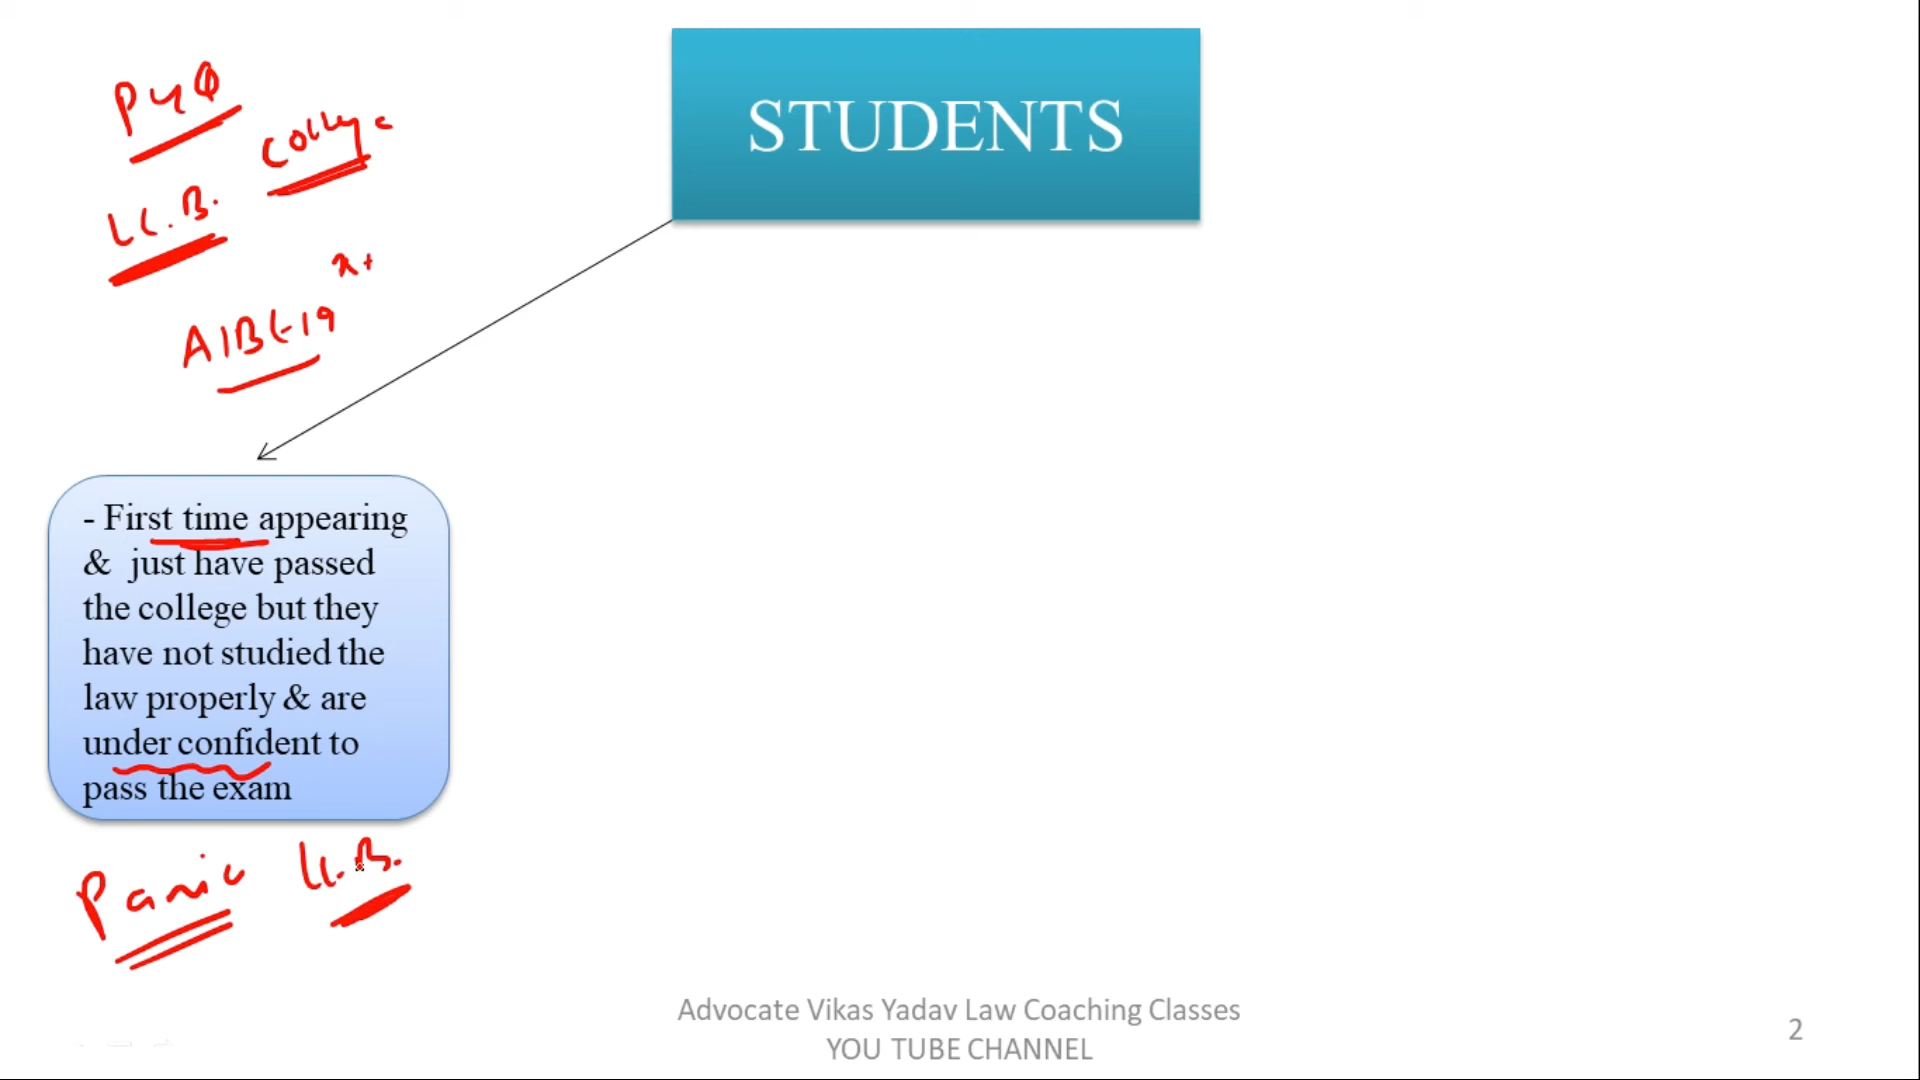 STUDENTS
PYQ
College
LL.B.
AIBE-19
- First time appearing
& just have passed
the college but they
have not studied the
law properly & are
under confident to
pass the exam
Panic LL.B.
Advocate Vikas Yadav Law Coaching Classes
YOU TUBE CHANNEL
2